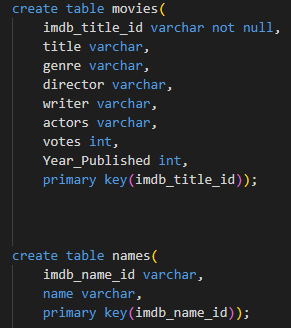 create table movies(
imdb_title_id varchar not null,
title varchar,
genre varchar,
director varchar,
writer varchar,
actors varchar,
votes int,
Year_Published int,
primary key(imdb_title_id));
create table names(
imdb_name_id varchar,
name varchar,
primary key(imdb_name_id));